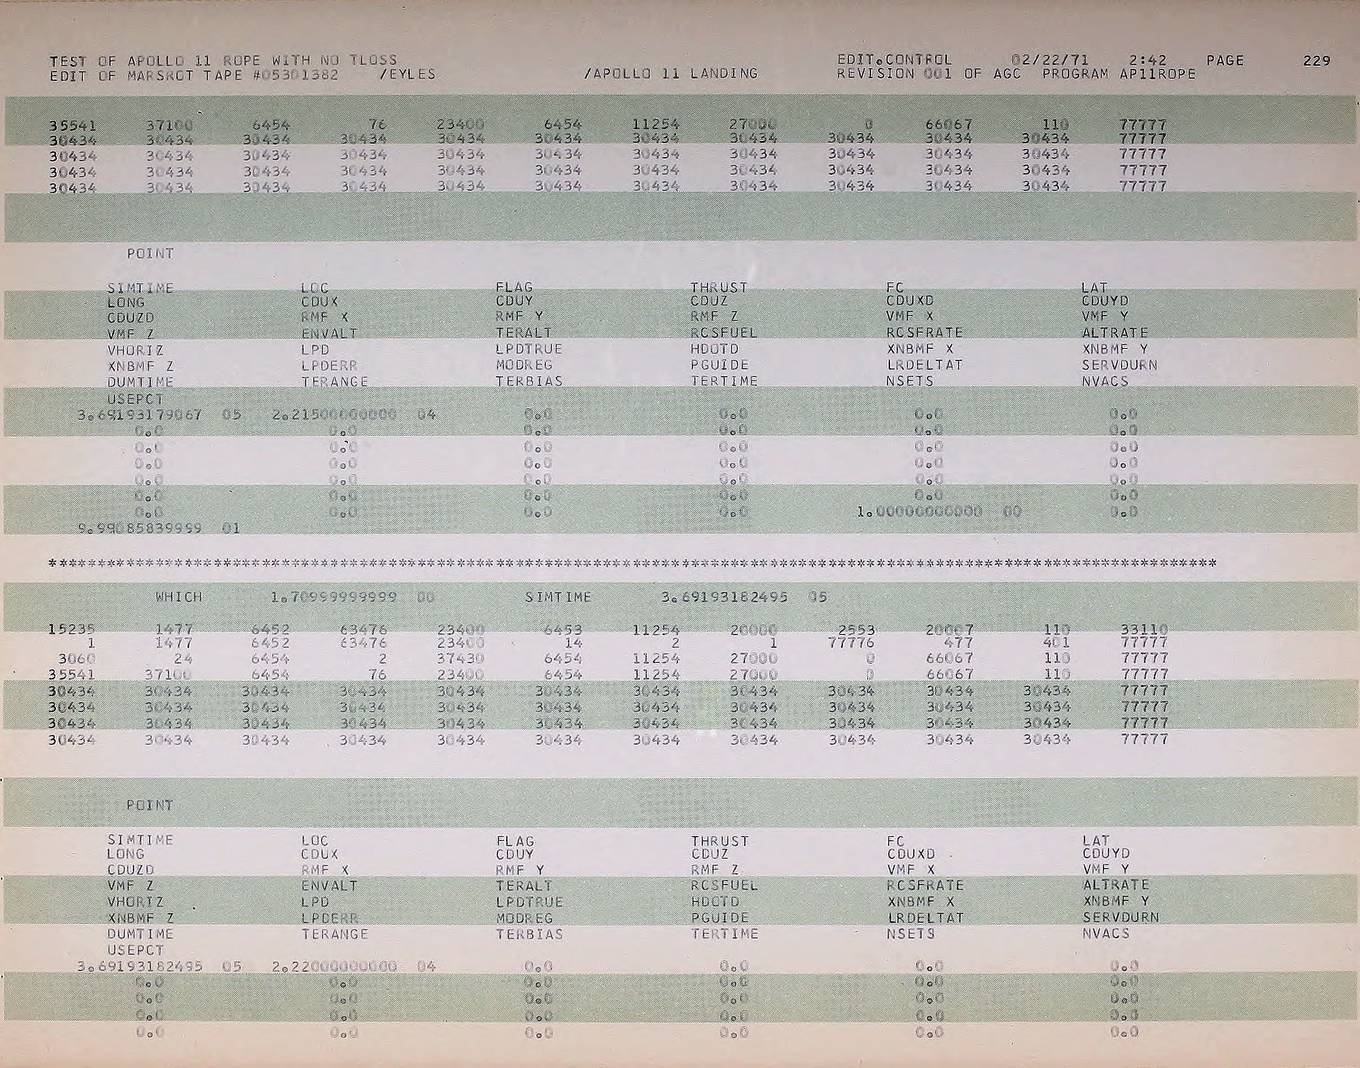 TEST OF APOLLO 11 ROPE WITH NO TLOSS EDIT.CONTROL 02/22/71 2:42 PAGE 229
EDIT OF MARSROT TAPE #05301382 /EYLES /APOLLO 11 LANDING REVISION 001 OF AGC PROGRAM AP11ROPE
35541 37100 6454 76 23400 6454 11254 27000 0 66067 110 77777
30434 30434 30434 30434 30434 30434 30434 30434 30434 30434 30434 77777
30434 30434 30434 30434 30434 30434 30434 30434 30434 30434 30434 77777
30434 30434 30434 30434 30434 30434 30434 30434 30434 30434 30434 77777
30434 30434 30434 30434 30434 30434 30434 30434 30434 30434 30434 77777
POINT
SIMTIME LOC FLAG THRUST FC LAT
LONG CDUX CDUY CDUZ CDUXD CDUYD
CDUZD RMF X RMF Y RMF Z VMF X VMF Y
VMF Z ENVALT TERALT RCSFUEL RCSFRATE ALTRATE
VHORIZ LPD LPDTRUE HDOTD XNBMF X XNBMF Y
XNBMF Z LPDERR MODREG PGUIDE LRDELTAT SERVDURN
DUMTIME TERANGE TERBIAS TERTIME NSETS NVACS
USEPCT
3.69193179067 05 2.21500000000 04 0.0 0.0 0.0 0.0
0.0 0.0 0.0 0.0 0.0 0.0
0.0 0.0 0.0 0.0 0.0 0.0
0.0 0.0 0.0 0.0 0.0 0.0
0.0 0.0 0.0 0.0 0.0 0.0
0.0 0.0 0.0 0.0 0.0 0.0
0.0 0.0 0.0 0.0 1.00000000000 00 0.0
9.99085839999 01
************************************************************************************************************************
WHICH 1.70999999999 00 SIMTIME 3.69193182495 05
15235 1477 6452 63476 23400 6453 11254 20000 2553 20007 110 33110
1 1477 6452 63476 23400 14 2 1 77776 477 401 77777
3060 24 6454 2 37430 6454 11254 27000 0 66067 110 77777
35541 37100 6454 76 23400 6454 11254 27000 0 66067 110 77777
30434 30434 30434 30434 30434 30434 30434 30434 30434 30434 30434 77777
30434 30434 30434 30434 30434 30434 30434 30434 30434 30434 30434 77777
30434 30434 30434 30434 30434 30434 30434 30434 30434 30434 30434 77777
30434 30434 30434 30434 30434 30434 30434 30434 30434 30434 30434 77777
POINT
SIMTIME LOC FLAG THRUST FC LAT
LONG CDUX CDUY CDUZ CDUXD CDUYD
CDUZD RMF X RMF Y RMF Z VMF X VMF Y
VMF Z ENVALT TERALT RCSFUEL RCSFRATE ALTRATE
VHORIZ LPD LPDTRUE HDOTD XNBMF X XNBMF Y
XNBMF Z LPDERR MODREG PGUIDE LRDELTAT SERVDURN
DUMTIME TERANGE TERBIAS TERTIME NSETS NVACS
USEPCT
3.69193182495 05 2.22000000000 04 0.0 0.0 0.0 0.0
0.0 0.0 0.0 0.0 0.0 0.0
0.0 0.0 0.0 0.0 0.0 0.0
0.0 0.0 0.0 0.0 0.0 0.0
0.0 0.0 0.0 0.0 0.0 0.0